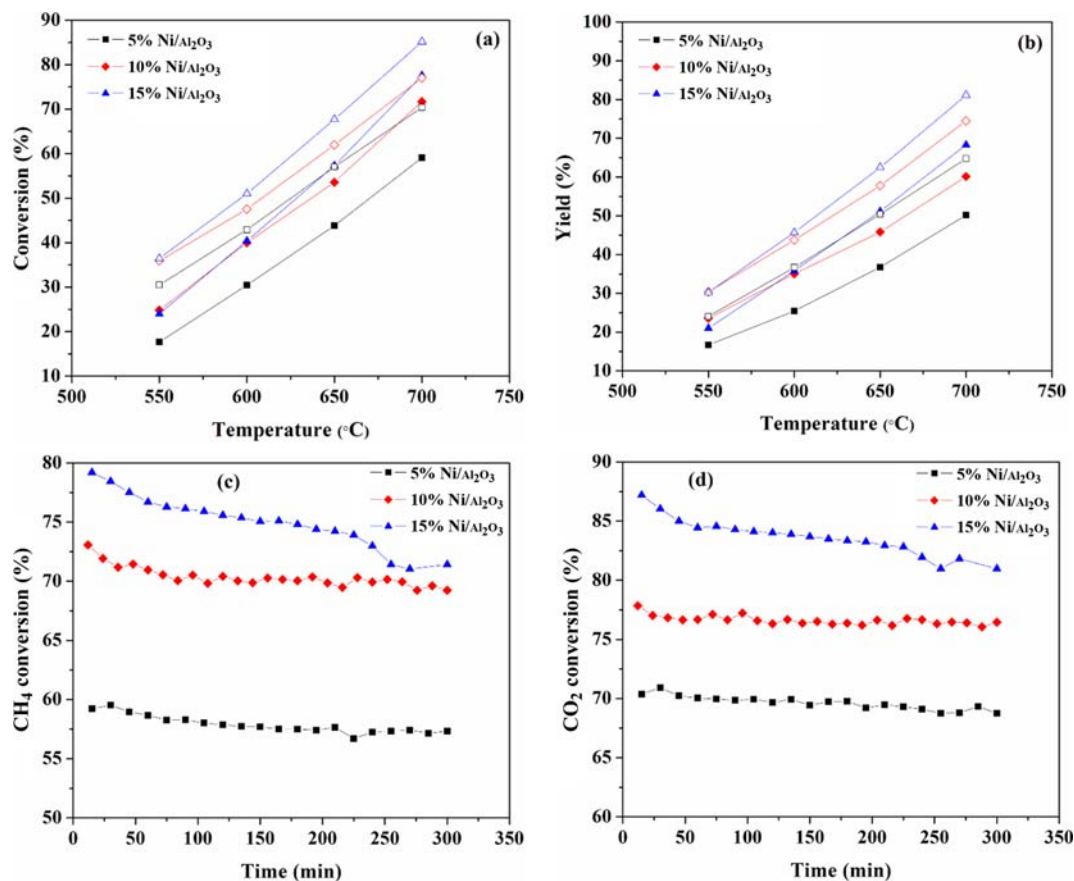 (a)
5% Ni/Al2O3
10% Ni/Al2O3
15% Ni/Al2O3
Conversion (%)
90
80
70
60
50
40
30
20
10
500 550 600 650 700 750
Temperature (°C)
(b)
5% Ni/Al2O3
10% Ni/Al2O3
15% Ni/Al2O3
Yield (%)
100
90
80
70
60
50
40
30
20
10
500 550 600 650 700 750
Temperature (°C)
(c)
5% Ni/Al2O3
10% Ni/Al2O3
15% Ni/Al2O3
CH4 conversion (%)
80
75
70
65
60
55
50
0 50 100 150 200 250 300 350
Time (min)
(d)
5% Ni/Al2O3
10% Ni/Al2O3
15% Ni/Al2O3
CO2 conversion (%)
90
85
80
75
70
65
60
0 50 100 150 200 250 300 350
Time (min)